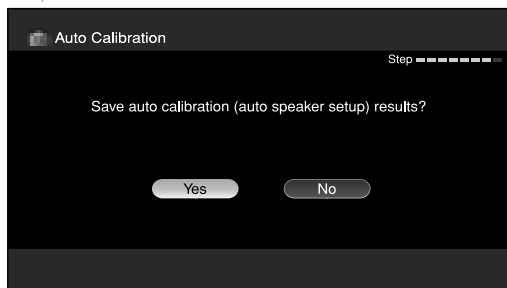 Auto Calibration
Step
Save auto calibration (auto speaker setup) results?
Yes
No